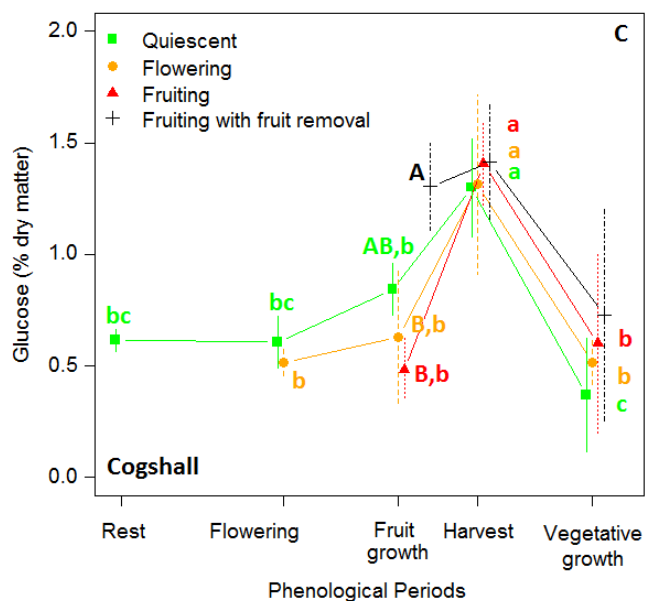 2.0
C
Quiescent
Flowering
Fruiting
Fruiting with fruit removal
a
1.5
a
A
a
Glucose (% dry matter)
AB,b
1.0
bc
bc
B,b
b
0.5
b
B,b
b
c
Cogshall
0.0
Rest
Flowering
Fruit
growth
Harvest
Vegetative
growth
Phenological Periods